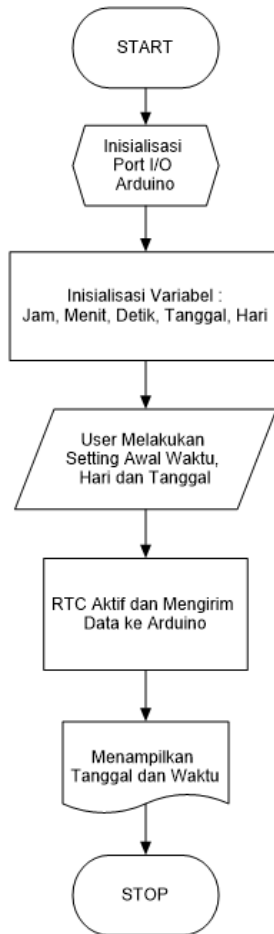 START
Inisialisasi
Port I/O
Arduino
Inisialisasi Variabel :
Jam, Menit, Detik, Tanggal, Hari
User Melakukan
Setting Awal Waktu,
Hari dan Tanggal
RTC Aktif dan Mengirim
Data ke Arduino
Menampilkan
Tanggal dan Waktu
STOP